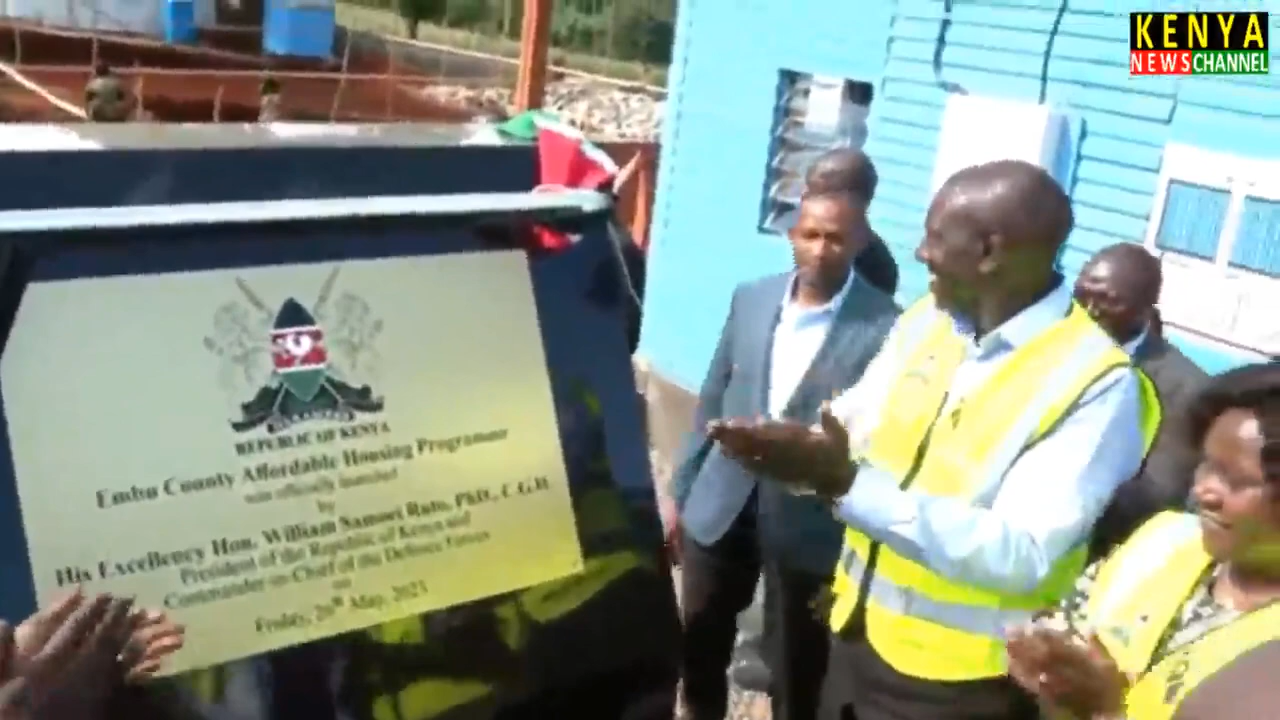 KENYA
NEWS CHANNEL
REPUBLIC OF KENYA
Embu County Affordable Housing Programme
was officially launched
by
His Excellency Hon. William Samoei Ruto, PhD., C.G.H
President of the Republic of Kenya and
Commander-in-Chief of the Defence Forces
on
Friday, 26th May, 2023